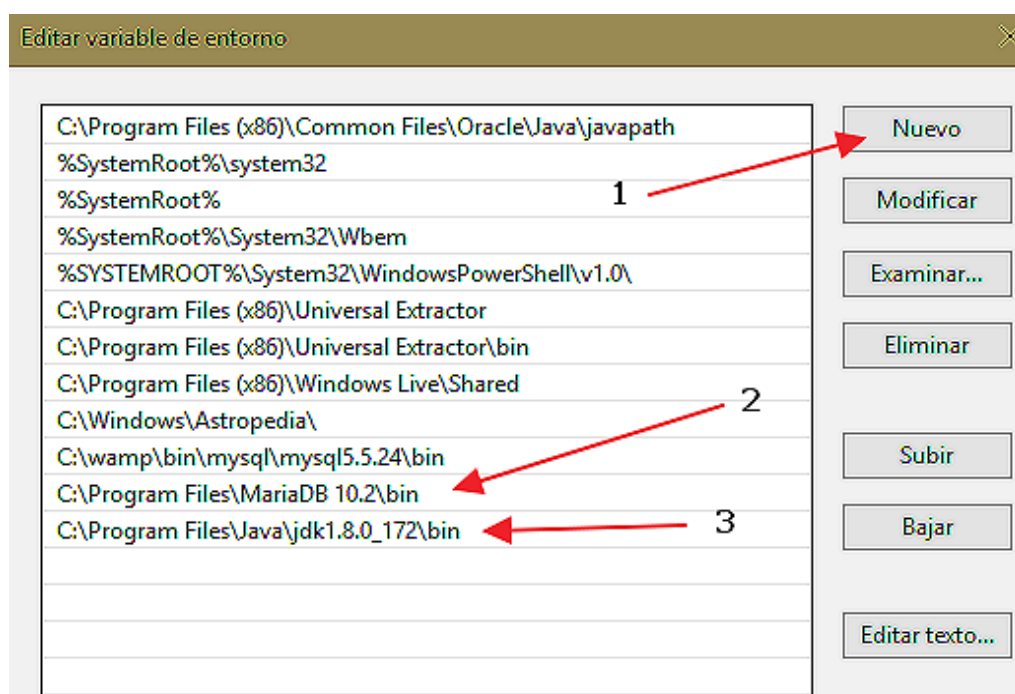 Editar variable de entorno
C:\Program Files (x86)\Common Files\Oracle\Java\javapath
Nuevo
%SystemRoot%\system32
1
%SystemRoot%
Modificar
%SystemRoot%\System32\Wbem
%SYSTEMROOT%\System32\WindowsPowerShell\v1.0\
Examinar...
C:\Program Files (x86)\Universal Extractor
C:\Program Files (x86)\Universal Extractor\bin
Eliminar
C:\Program Files (x86)\Windows Live\Shared
2
C:\Windows\Astropedia\
C:\wamp\bin\mysql\mysql5.5.24\bin
Subir
C:\Program Files\MariaDB 10.2\bin
C:\Program Files\Java\jdk1.8.0_172\bin
3
Bajar
Editar texto...